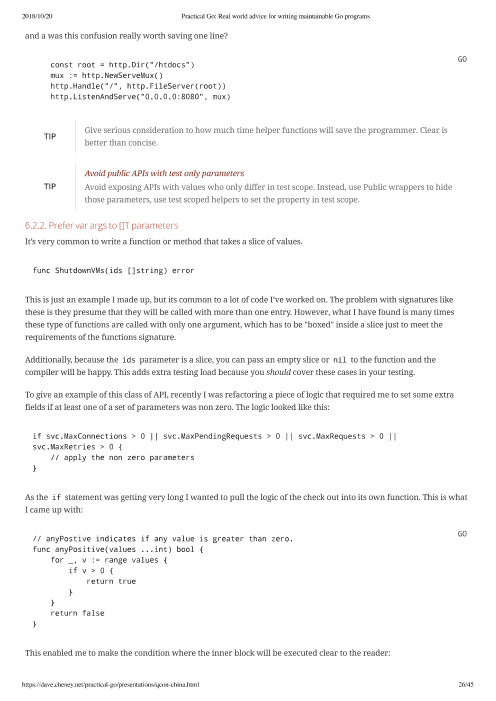 2018/10/20 Practical Go: Real world advice for writing maintainable Go programs
and a was this confusion really worth saving one line?
GO
const root = http.Dir("/htdocs")
mux := http.NewServeMux()
http.Handle("/", http.FileServer(root))
http.ListenAndServe("0.0.0.0:8080", mux)
TIP
Give serious consideration to how much time helper functions will save the programmer. Clear is
better than concise.
Avoid public APIs with test only parameters
TIP
Avoid exposing APIs with values who only differ in test scope. Instead, use Public wrappers to hide
those parameters, use test scoped helpers to set the property in test scope.
6.2.2. Prefer var args to []T parameters
It's very common to write a function or method that takes a slice of values.
func ShutdownVMs(ids []string) error
This is just an example I made up, but its common to a lot of code I've worked on. The problem with signatures like
these is they presume that they will be called with more than one entry. However, what I have found is many times
these type of functions are called with only one argument, which has to be "boxed" inside a slice just to meet the
requirements of the functions signature.
Additionally, because the ids parameter is a slice, you can pass an empty slice or nil to the function and the
compiler will be happy. This adds extra testing load because you should cover these cases in your testing.
To give an example of this class of API, recently I was refactoring a piece of logic that required me to set some extra
fields if at least one of a set of parameters was non zero. The logic looked like this:
if svc.MaxConnections > 0 || svc.MaxPendingRequests > 0 || svc.MaxRequests > 0 ||
svc.MaxRetries > 0 {
// apply the non zero parameters
}
As the if statement was getting very long I wanted to pull the logic of the check out into its own function. This is what
I came up with:
GO
// anyPostive indicates if any value is greater than zero.
func anyPositive(values ...int) bool {
for _, v := range values {
if v > 0 {
return true
}
}
return false
}
This enabled me to make the condition where the inner block will be executed clear to the reader:
https://dave.cheney.net/practical-go/presentations/qcon-china.html 26/45